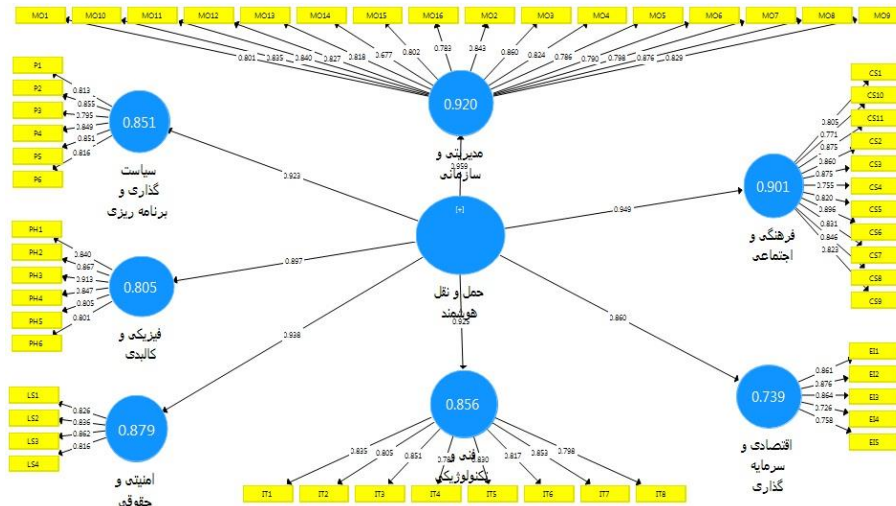 MO1 MO10 MO11 MO12 MO13 MO14 MO15 MO16 MO2 MO3 MO4 MO5 MO6 MO7 MO8 MO9
0.801 0.835 0.840 0.827 0.818 0.677 0.802 0.783 0.843 0.860 0.824 0.786 0.790 0.798 0.876 0.829
0.920
مدیریتی و
سازمانی
0.959
P1
P2
P3
P4
P5
P6
0.813
0.855
0.795
0.849
0.851
0.816
0.851
سیاست
گذاری و
برنامه ریزی
0.923
CS1
CS10
CS11
CS2
CS3
CS4
CS5
CS6
CS7
CS8
CS9
0.805
0.771
0.875
0.860
0.875
0.755
0.820
0.896
0.831
0.846
0.823
0.901
فرهنگی و
اجتماعی
0.949
[+]
حمل و نقل
هوشمند
PH1
PH2
PH3
PH4
PH5
PH6
0.840
0.867
0.913
0.847
0.805
0.801
0.805
فیزیکی و
کالبدی
0.897
LS1
LS2
LS3
LS4
0.826
0.836
0.862
0.816
0.879
امنیتی و
حقوقی
0.938
0.925
0.856
فنی و
تکنولوژیکی
0.835 0.805 0.851 0.830 0.817 0.853 0.798
IT1 IT2 IT3 IT4 IT5 IT6 IT7 IT8
0.860
0.739
اقتصادی و
سرمایه
گذاری
0.861
0.876
0.864
0.726
0.758
EI1
EI2
EI3
EI4
EI5